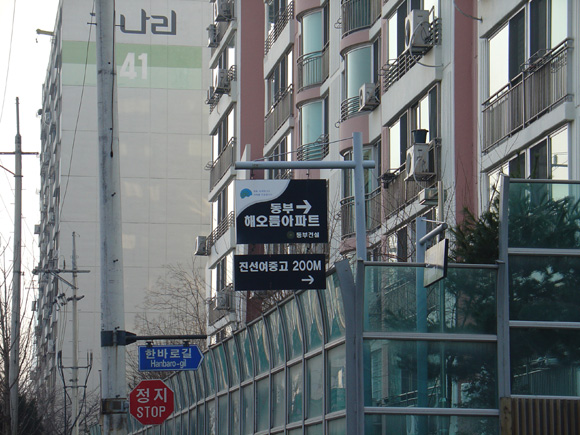 나리
41
동부→
해오름아파트
동부건설
진선여중고 200M
→
한바로길
Hanbaro-gil
정지
STOP